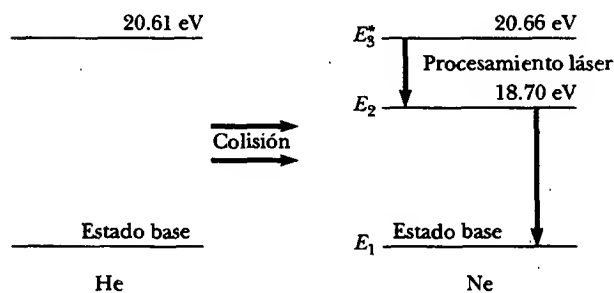 20.61 eV
E₃* 20.66 eV
Procesamiento láser
E₂ 18.70 eV
Colisión
Estado base
E₁ Estado base
He
Ne